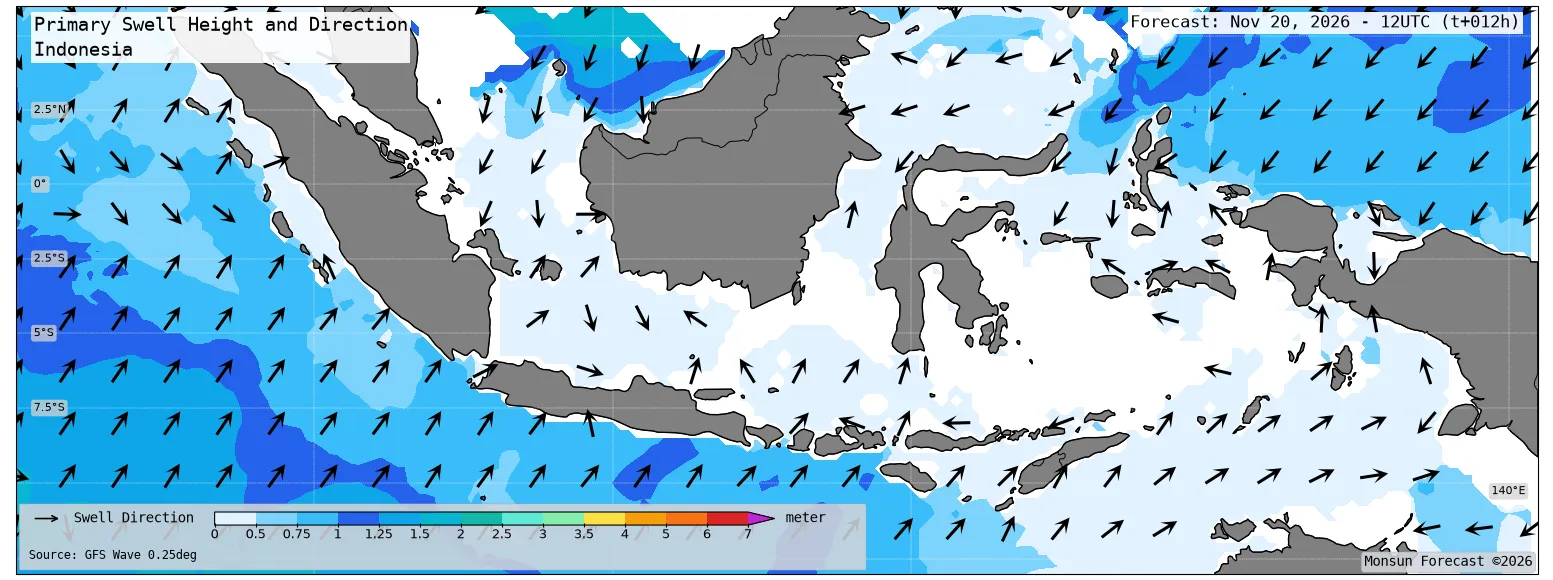 Primary Swell Height and Direction
Indonesia
Forecast: Nov 20, 2026 - 12UTC (t+012h)
2.5°N
0°
2.5°S
5°S
7.5°S
140°E
Swell Direction
meter
0 0.5 0.75 1 1.25 1.5 2 2.5 3 3.5 4 5 6 7
Source: GFS Wave 0.25deg
Monsun Forecast ©2026